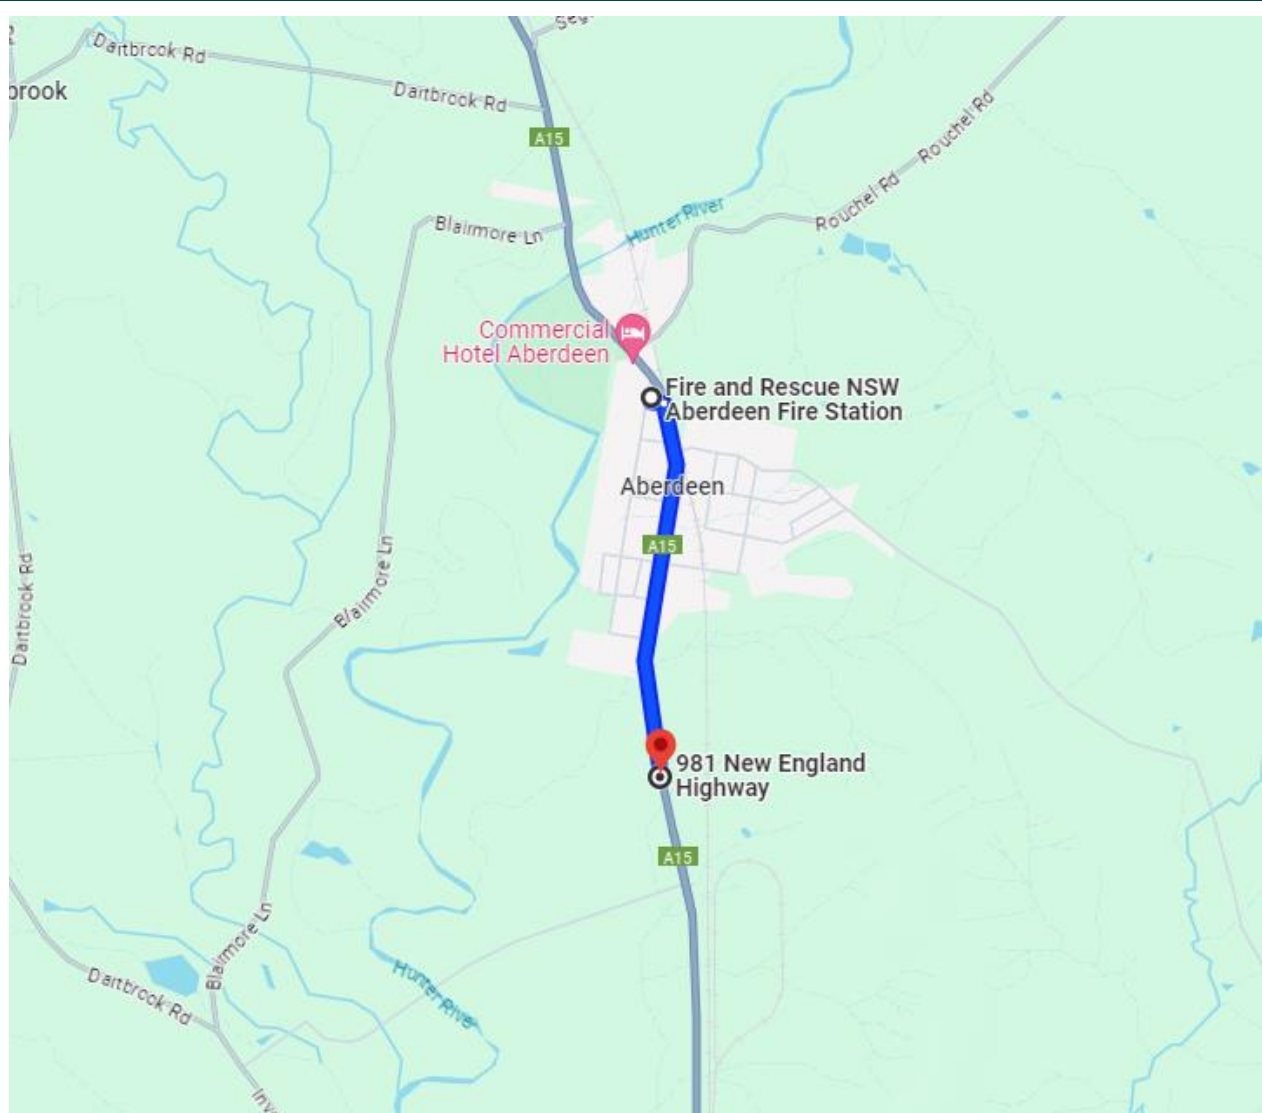 Dartbrook Rd
brook
Dartbrook Rd
A15
Rouchel Rd
Rouchel Rd
Hunter River
Blairmore Ln
Commercial
Hotel Aberdeen
Fire and Rescue NSW
Aberdeen Fire Station
Aberdeen
A15
Blairmore Ln
Dartbrook Rd
981 New England
Highway
A15
Blairmore Ln
Dartbrook Rd
Hunter River